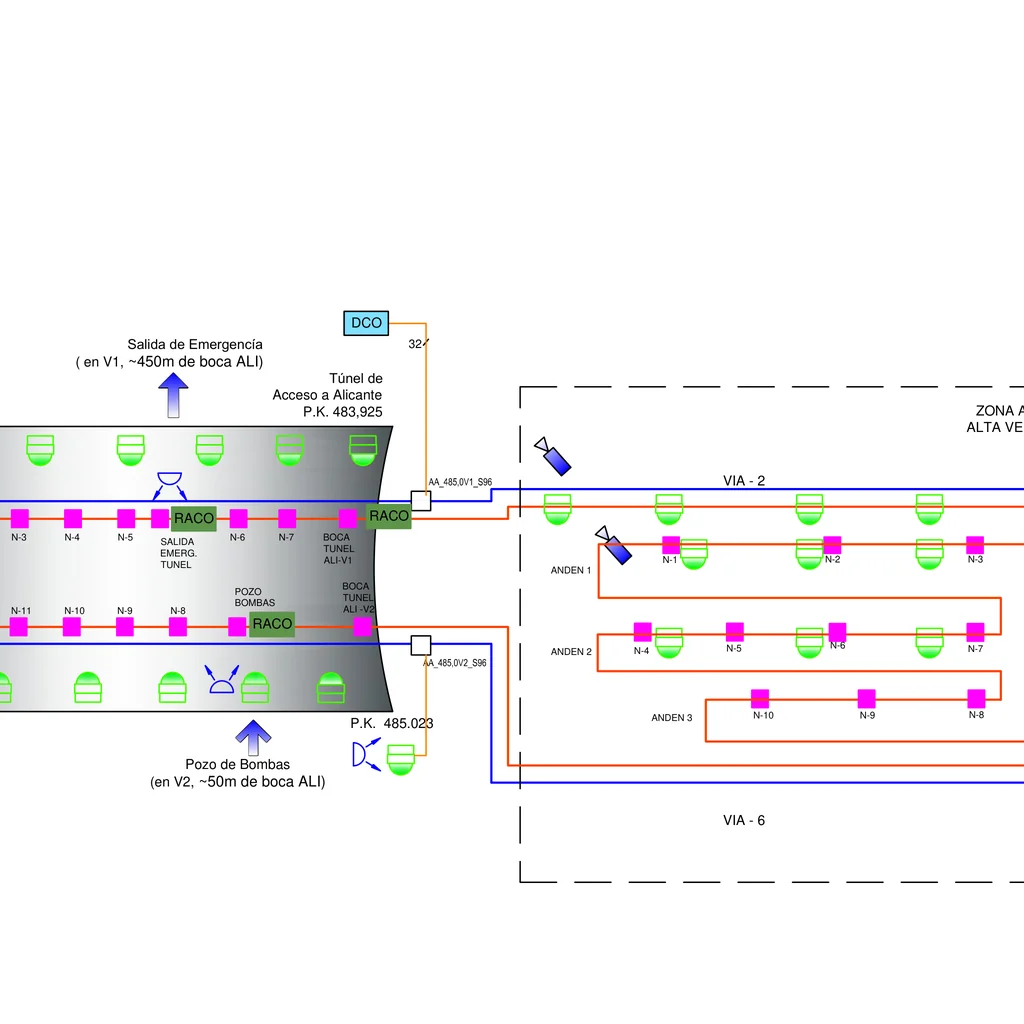 DCO
32
Salida de Emergencía
( en V1, ~450m de boca ALI)
Túnel de
Acceso a Alicante
P.K. 483,925
ZONA A
ALTA VE
AA_485,0V1_S96
VIA - 2
RACO
RACO
N-3
N-4
N-5
SALIDA
EMERG.
TUNEL
N-6
N-7
BOCA
TUNEL
ALI-V1
N-1
N-2
N-3
ANDEN 1
BOCA
TUNEL
ALI -V2
POZO
BOMBAS
N-11
N-10
N-9
N-8
RACO
ANDEN 2
N-4
N-5
N-6
N-7
AA_485,0V2_S96
ANDEN 3
N-10
N-9
N-8
P.K. 485.023
Pozo de Bombas
(en V2, ~50m de boca ALI)
VIA - 6